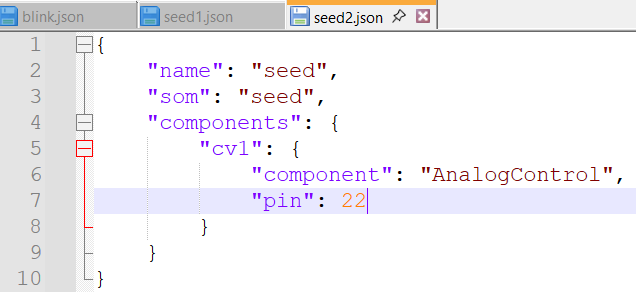 blink.json seed1.json seed2.json
1 {
2 "name": "seed",
3 "som": "seed",
4 "components": {
5 "cv1": {
6 "component": "AnalogControl",
7 "pin": 22
8 }
9 }
10 }